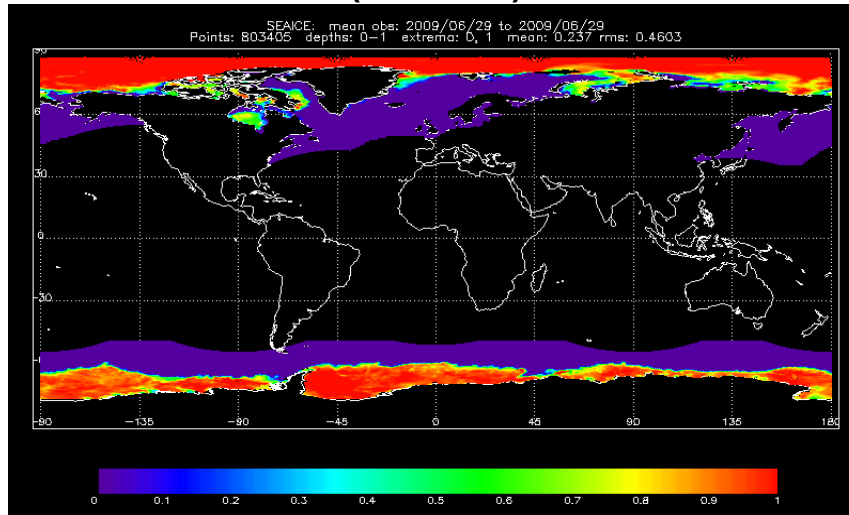 SEAICE: mean obs: 2009/06/29 to 2009/06/29
Points: 803405 depths: 0-1 extrema: 0, 1 mean: 0.237 rms: 0.4603
90
6
30
0
-30
-90 -135 -90 -45 0 45 90 135 180
0 0.1 0.2 0.3 0.4 0.5 0.6 0.7 0.8 0.9 1